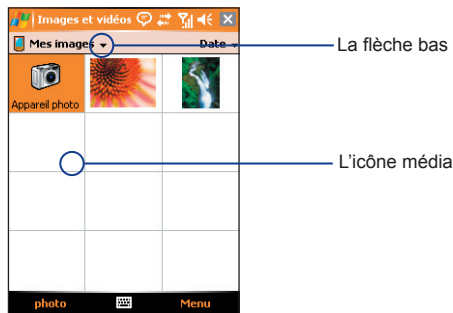 Images et vidéos
Mes images
Date
La flèche bas
Appareil photo
L'icône média
photo
Menu